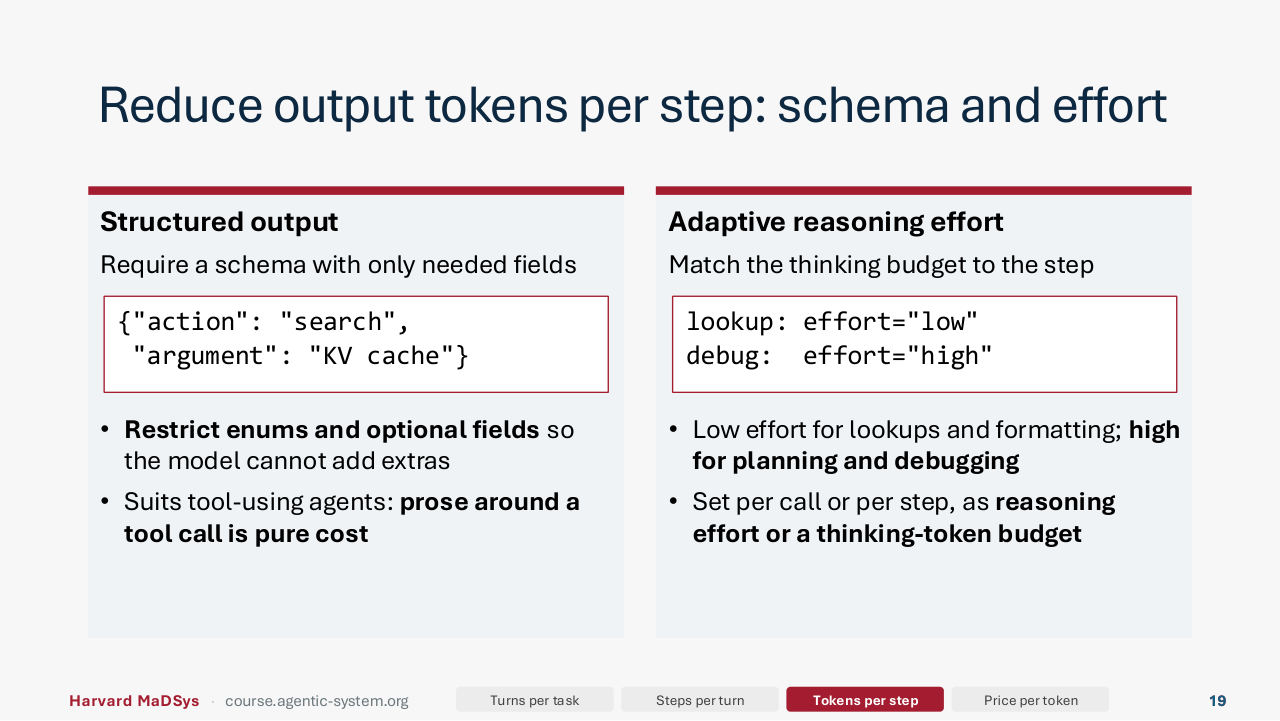 Reduce output tokens per step: schema and effort
Structured output
Require a schema with only needed fields
{"action": "search",
 "argument": "KV cache"}
• Restrict enums and optional fields so
the model cannot add extras
• Suits tool-using agents: prose around a
tool call is pure cost
Adaptive reasoning effort
Match the thinking budget to the step
lookup: effort="low"
debug:  effort="high"
• Low effort for lookups and formatting; high
for planning and debugging
• Set per call or per step, as reasoning
effort or a thinking-token budget
Harvard MaDSys · course.agentic-system.org
Turns per task
Steps per turn
Tokens per step
Price per token
19